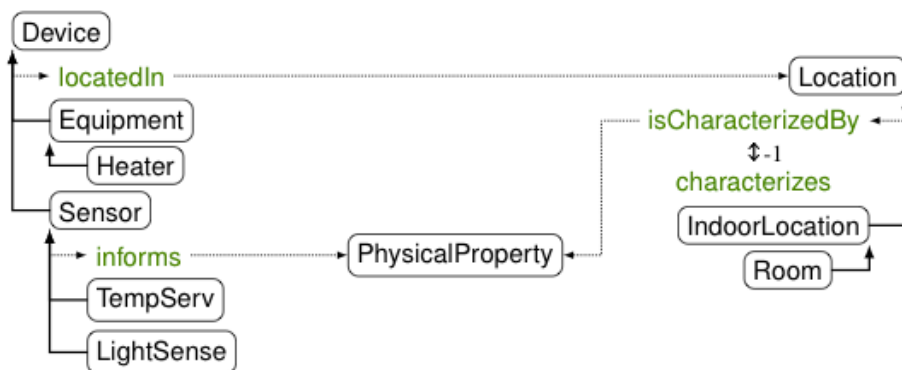 Device
locatedIn
Location
Equipment
isCharacterizedBy
-1
Heater
characterizes
Sensor
IndoorLocation
informs
PhysicalProperty
Room
TempServ
LightSense